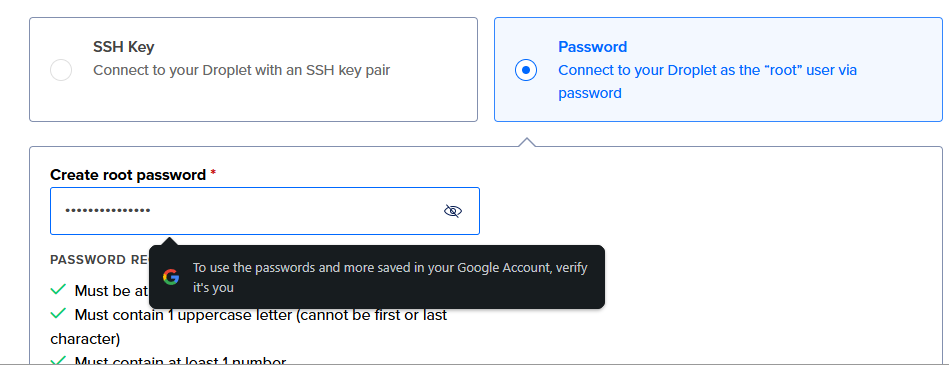 SSH Key
Connect to your Droplet with an SSH key pair
Password
Connect to your Droplet as the “root” user via
password
Create root password *
•••••••••••••••
PASSWORD RE
To use the passwords and more saved in your Google Account, verify
it's you
Must be at
Must contain 1 uppercase letter (cannot be first or last
character)
Must contain at least 1 number